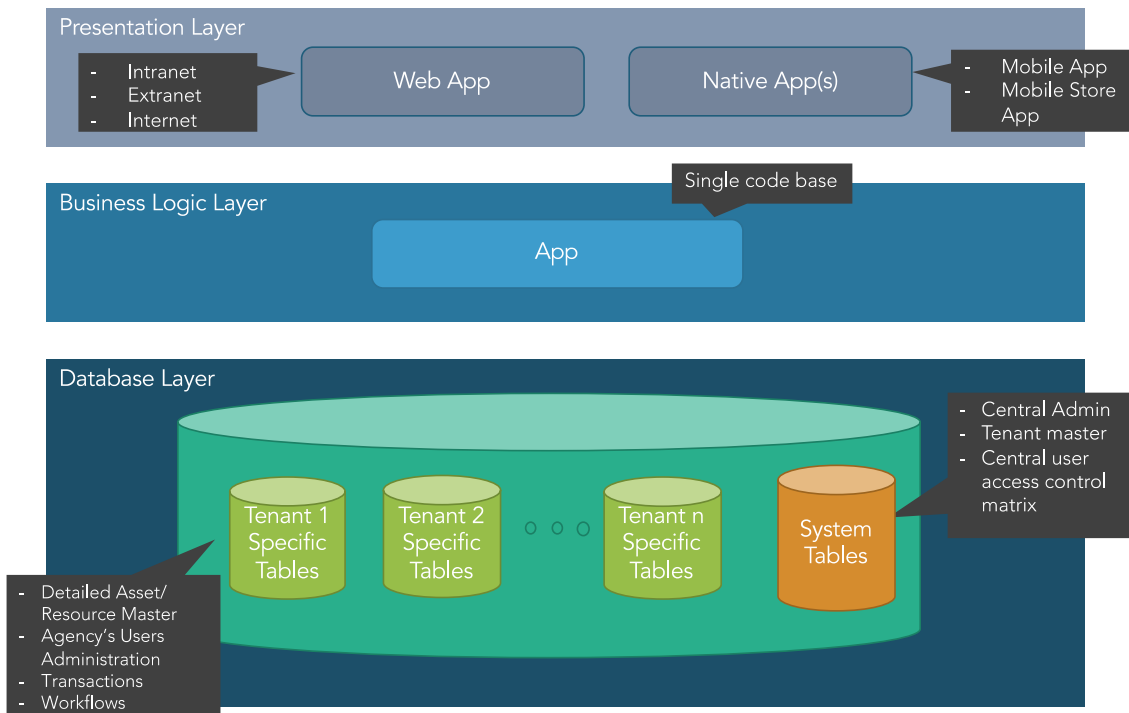 Presentation Layer
- Intranet
- Extranet
- Internet
Web App
Native App(s)
- Mobile App
- Mobile Store
App
Business Logic Layer
Single code base
App
Database Layer
Tenant 1
Specific
Tables
Tenant 2
Specific
Tables
Tenant n
Specific
Tables
System
Tables
- Central Admin
- Tenant master
- Central user
access control
matrix
- Detailed Asset/
Resource Master
- Agency’s Users
Administration
- Transactions
- Workflows